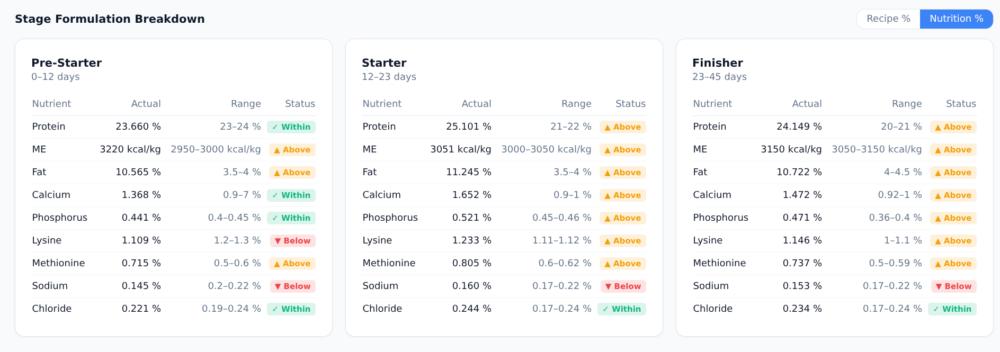 Stage Formulation Breakdown
Recipe % Nutrition %
Pre-Starter
0–12 days
Nutrient Actual Range Status
Protein 23.660 % 23–24 % ✓ Within
ME 3220 kcal/kg 2950–3000 kcal/kg ▲ Above
Fat 10.565 % 3.5–4 % ▲ Above
Calcium 1.368 % 0.9–7 % ✓ Within
Phosphorus 0.441 % 0.4–0.45 % ✓ Within
Lysine 1.109 % 1.2–1.3 % ▼ Below
Methionine 0.715 % 0.5–0.6 % ▲ Above
Sodium 0.145 % 0.2–0.22 % ▼ Below
Chloride 0.221 % 0.19–0.24 % ✓ Within
Starter
12–23 days
Nutrient Actual Range Status
Protein 25.101 % 21–22 % ▲ Above
ME 3051 kcal/kg 3000–3050 kcal/kg ▲ Above
Fat 11.245 % 3.5–4 % ▲ Above
Calcium 1.652 % 0.9–1 % ▲ Above
Phosphorus 0.521 % 0.45–0.46 % ▲ Above
Lysine 1.233 % 1.11–1.12 % ▲ Above
Methionine 0.805 % 0.6–0.62 % ▲ Above
Sodium 0.160 % 0.17–0.22 % ▼ Below
Chloride 0.244 % 0.17–0.24 % ✓ Within
Finisher
23–45 days
Nutrient Actual Range Status
Protein 24.149 % 20–21 % ▲ Above
ME 3150 kcal/kg 3050–3150 kcal/kg ▲ Above
Fat 10.722 % 4–4.5 % ▲ Above
Calcium 1.472 % 0.92–1 % ▲ Above
Phosphorus 0.471 % 0.36–0.4 % ▲ Above
Lysine 1.146 % 1–1.1 % ▲ Above
Methionine 0.737 % 0.5–0.59 % ▲ Above
Sodium 0.153 % 0.17–0.22 % ▼ Below
Chloride 0.234 % 0.17–0.24 % ✓ Within